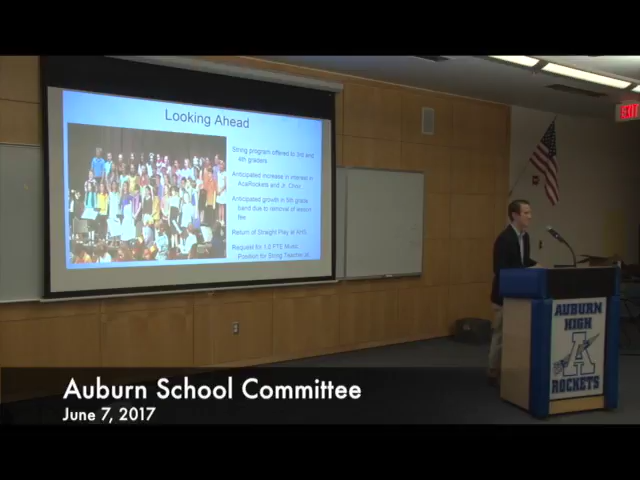 Looking Ahead
String program offered to 3rd and
4th graders
Anticipated increase in interest in
AcaRockets and Jr. Choir
Anticipated growth in 5th grade
band due to removal of lesson
fee
Return of Straight Play at AHS
Request for 1.0 FTE Music
Position for String Teacher
EXIT
AUBURN
HIGH
A
ROCKETS
Auburn School Committee
June 7, 2017